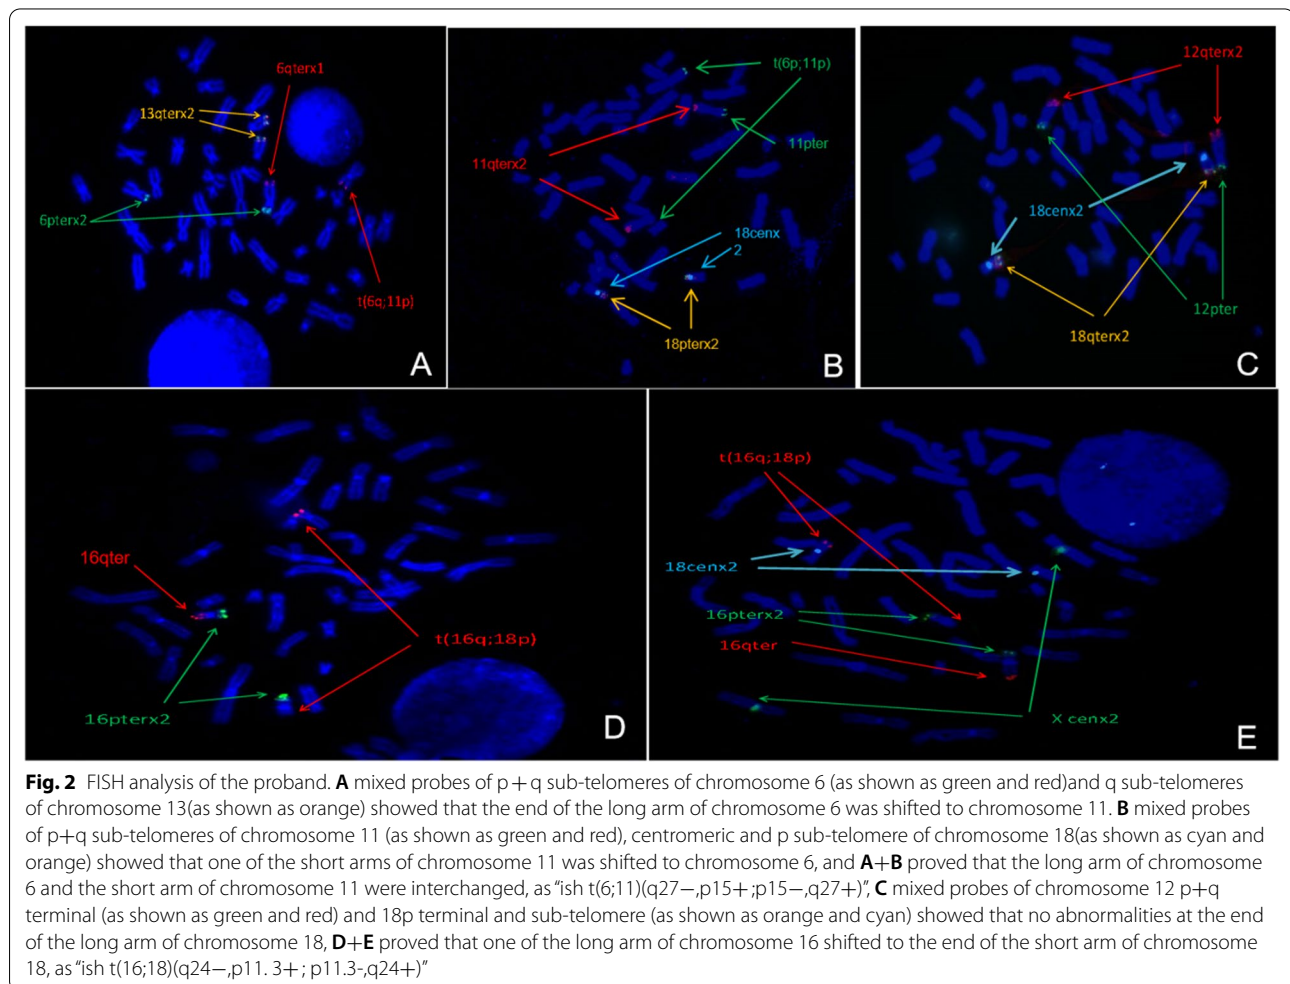 6qterx1
13qterx2
6pterx2
t(6q;11p)
A
t(6p;11p)
11pter
11qterx2
18cenx
2
18pterx2
B
12qterx2
18cenx2
12pter
18qterx2
C
16qter
t(16q;18p)
16pterx2
D
t(16q;18p)
18cenx2
16pterx2
16qter
X cenx2
E
Fig. 2 FISH analysis of the proband. A mixed probes of p + q sub-telomeres of chromosome 6 (as shown as green and red)and q sub-telomeres
of chromosome 13(as shown as orange) showed that the end of the long arm of chromosome 6 was shifted to chromosome 11. B mixed probes
of p+q sub-telomeres of chromosome 11 (as shown as green and red), centromeric and p sub-telomere of chromosome 18(as shown as cyan and
orange) showed that one of the short arms of chromosome 11 was shifted to chromosome 6, and A+B proved that the long arm of chromosome
6 and the short arm of chromosome 11 were interchanged, as “ish t(6;11)(q27−,p15+;p15−,q27+)”, C mixed probes of chromosome 12 p+q
terminal (as shown as green and red) and 18p terminal and sub-telomere (as shown as orange and cyan) showed that no abnormalities at the end
of the long arm of chromosome 18, D+E proved that one of the long arm of chromosome 16 shifted to the end of the short arm of chromosome
18, as “ish t(16;18)(q24−,p11. 3+; p11.3-,q24+)”